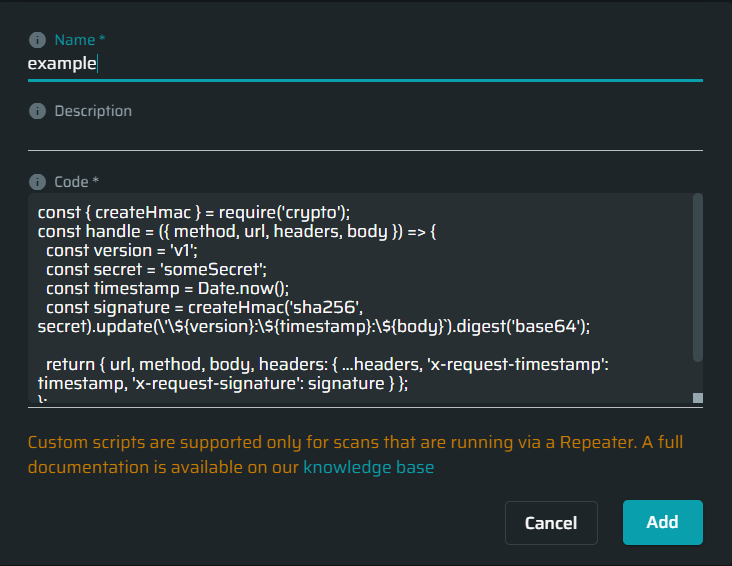 Name *
example
Description
Code *
const { createHmac } = require('crypto');
const handle = ({ method, url, headers, body }) => {
  const version = 'v1';
  const secret = 'someSecret';
  const timestamp = Date.now();
  const signature = createHmac('sha256',
secret).update(\'\${version}:\${timestamp}:\${body}`).digest('base64');
  return { url, method, body, headers: { ...headers, 'x-request-timestamp':
timestamp, 'x-request-signature': signature } };
};
Custom scripts are supported only for scans that are running via a Repeater. A full
documentation is available on our knowledge base
Cancel
Add